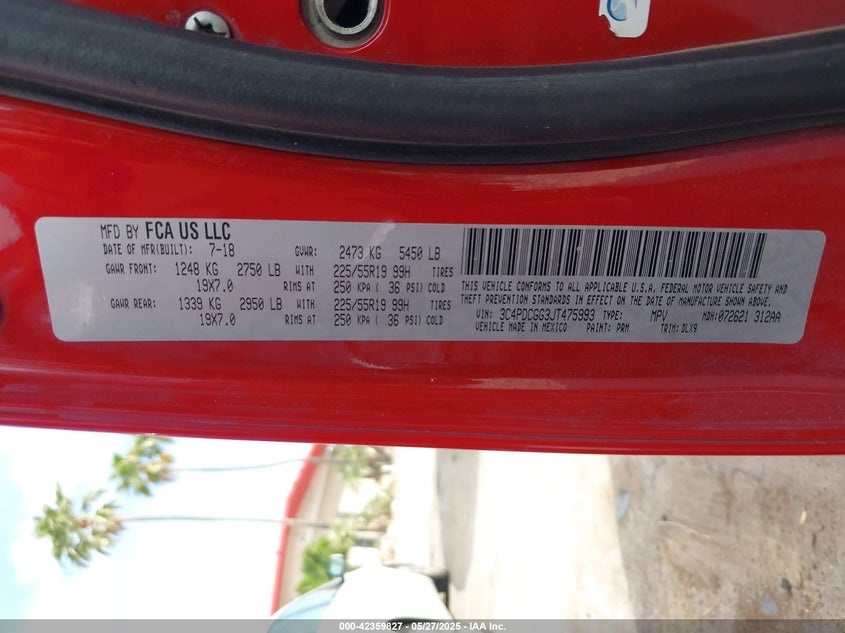 MFD BY FCA US LLC
DATE OF MFR(BUILT): 7-18 GVWR: 2473 KG 5450 LB
GAWR FRONT: 1248 KG 2750 LB WITH 225/55R19 99H TIRES
19X7.0 RIMS AT 250 KPA ( 36 PSI) COLD
GAWR REAR: 1339 KG 2950 LB WITH 225/55R19 99H TIRES
19X7.0 RIMS AT 250 KPA ( 36 PSI) COLD
THIS VEHICLE CONFORMS TO ALL APPLICABLE U.S.A. FEDERAL MOTOR VEHICLE SAFETY AND
THEFT PREVENTION STANDARDS IN EFFECT ON THE DATE OF MANUFACTURE SHOWN ABOVE.
VIN: 3C4PDCGG3JT475993 TYPE: MPV MDH: 072621 312AA
VEHICLE MADE IN MEXICO PAINT: PRM TRIM: DLX9
000-42359827 - 05/27/2025 - IAA Inc.